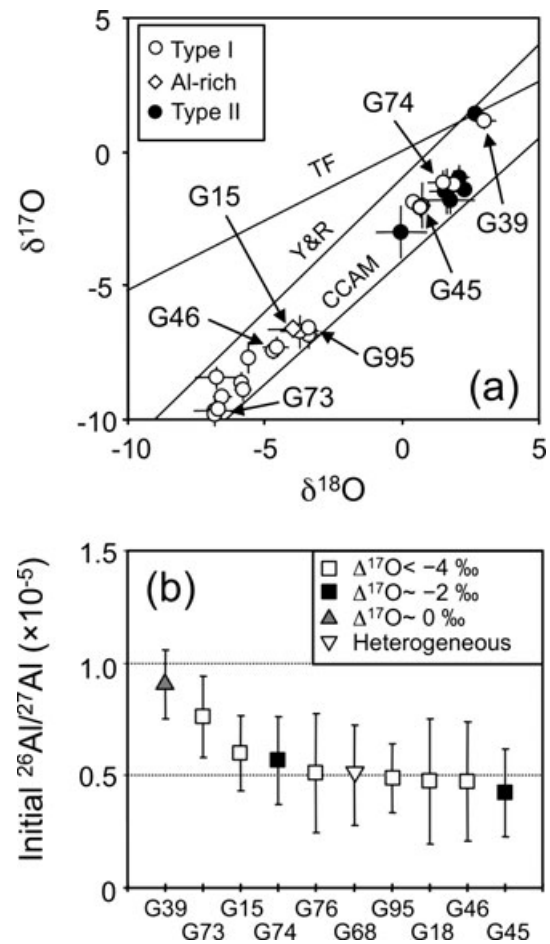 (a)
Type I
Al-rich
Type II
5
0
-5
-10
δ¹⁷O
TF
Y&R
CCAM
G74
G15
G46
G39
G45
G95
G73
-10
-5
0
5
δ¹⁸O
(b)
Δ¹⁷O< −4 ‰
Δ¹⁷O~ −2 ‰
Δ¹⁷O~ 0 ‰
Heterogeneous
Initial ²⁶Al/²⁷Al (×10⁻⁵)
1.5
1.0
0.5
0
G39
G73
G15
G74
G76
G68
G95
G18
G46
G45